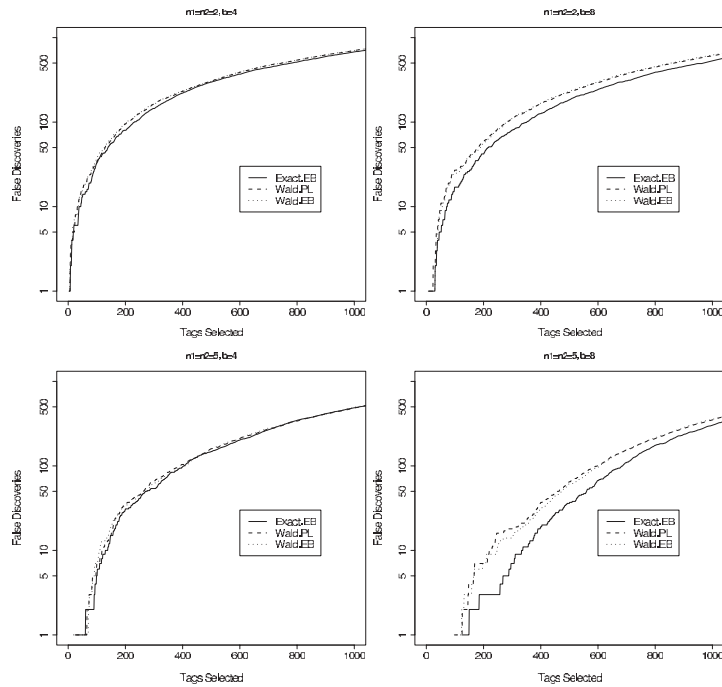 n1=n2=2, b=4
False Discoveries
500
100
50
10
5
1
Exact.EB
Wald.PL
Wald.EB
0 200 400 600 800 1000
Tags Selected
n1=n2=2, b=8
False Discoveries
500
100
50
10
5
1
Exact.EB
Wald.PL
Wald.EB
0 200 400 600 800 1000
Tags Selected
n1=n2=5, b=4
False Discoveries
500
100
50
10
5
1
Exact.EB
Wald.PL
Wald.EB
0 200 400 600 800 1000
Tags Selected
n1=n2=5, b=8
False Discoveries
500
100
50
10
5
1
Exact.EB
Wald.PL
Wald.EB
0 200 400 600 800 1000
Tags Selected